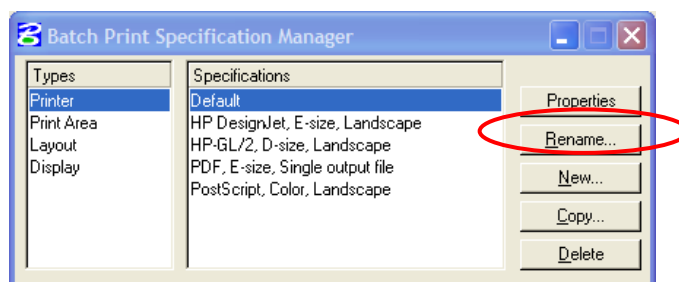 Batch Print Specification Manager
Types
Specifications
Printer
Print Area
Layout
Display
Default
HP DesignJet, E-size, Landscape
HP-GL/2, D-size, Landscape
PDF, E-size, Single output file
PostScript, Color, Landscape
Properties
Rename...
New...
Copy...
Delete